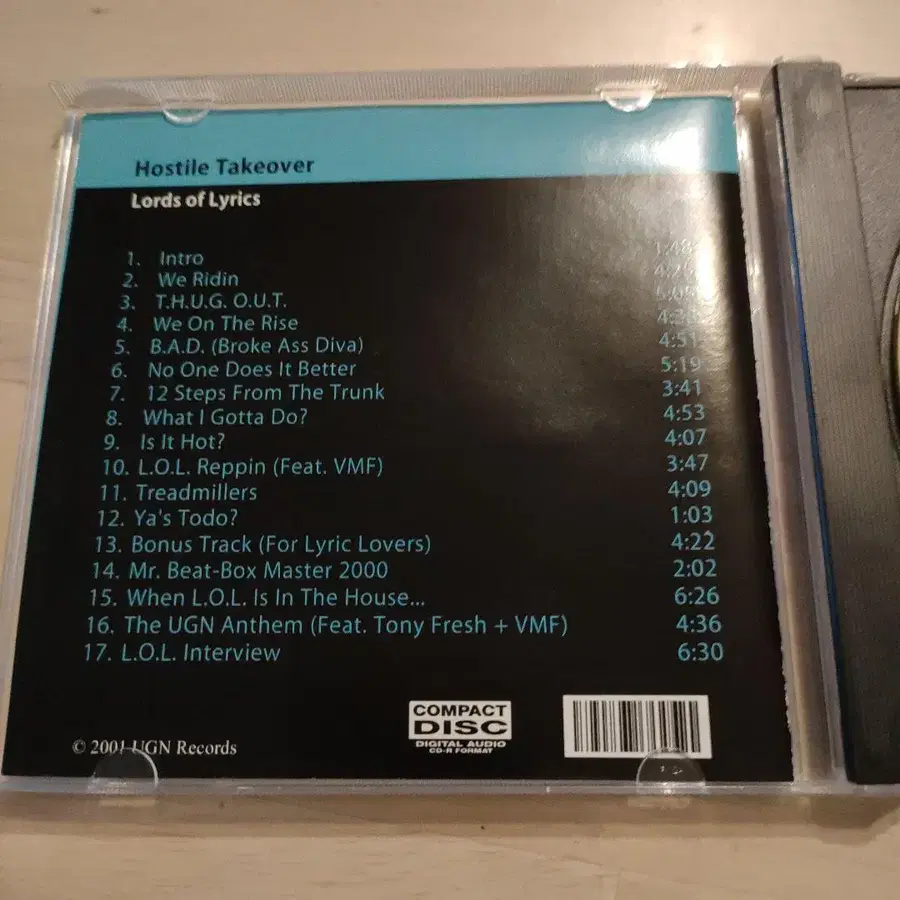 Hostile Takeover
Lords of Lyrics
1. Intro 1:48
2. We Ridin
3. T.H.U.G. O.U.T.
4. We On The Rise
5. B.A.D. (Broke Ass Diva) 4:51
6. No One Does It Better 5:19
7. 12 Steps From The Trunk 3:41
8. What I Gotta Do? 4:53
9. Is It Hot? 4:07
10. L.O.L. Reppin (Feat. VMF) 3:47
11. Treadmillers 4:09
12. Ya's Todo? 1:03
13. Bonus Track (For Lyric Lovers) 4:22
14. Mr. Beat-Box Master 2000 2:02
15. When L.O.L. Is In The House... 6:26
16. The UGN Anthem (Feat. Tony Fresh + VMF) 4:36
17. L.O.L. Interview 6:30
© 2001 UGN Records
COMPACT
DISC
DIGITAL AUDIO
CD-R FORMAT